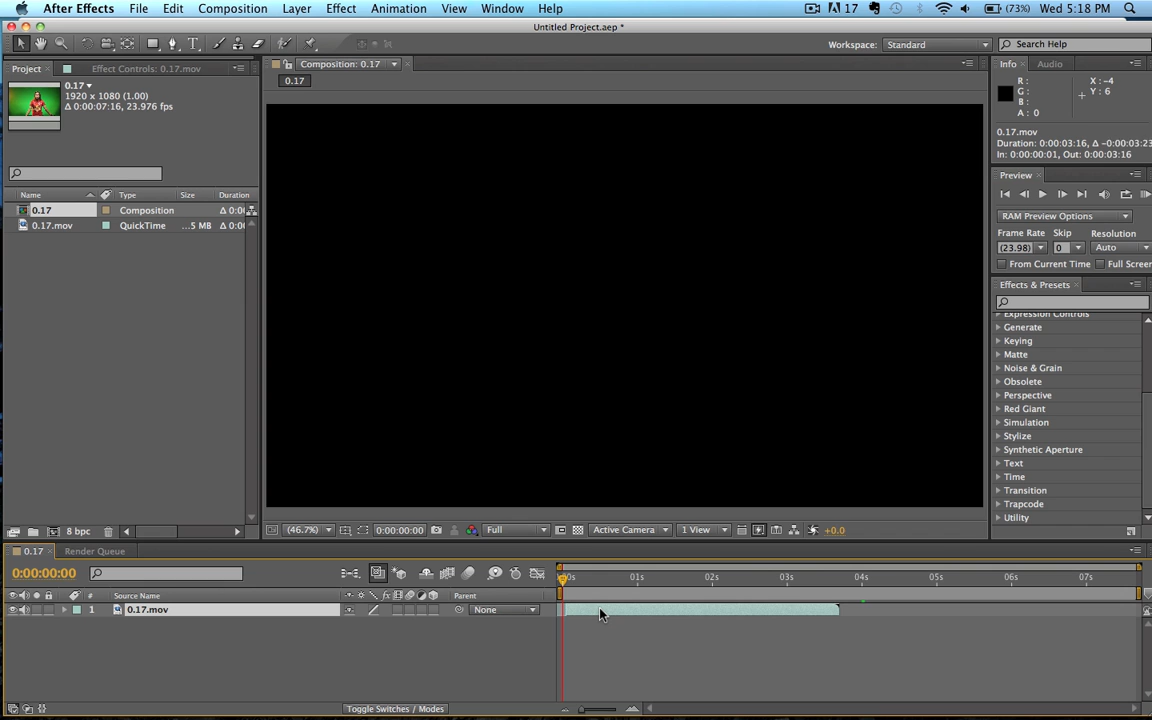 After Effects File Edit Composition Layer Effect Animation View Window Help 17 (73%) Wed 5:18 PM
Untitled Project.aep *
Workspace: Standard Search Help
Project Effect Controls: 0.17.mov Composition: 0.17 Info Audio
0.17
1920 x 1080 (1.00)
Δ 0:00:07:16, 23.976 fps
0.17
R : X : -4
G : Y : 6
B :
A : 0
0.17.mov
Duration: 0:00:03:16, Δ -0:00:03:23
In: 0:00:00:01, Out: 0:00:03:16
Preview
RAM Preview Options
Frame Rate Skip Resolution
(23.98) 0 Auto
From Current Time Full Screen
Effects & Presets
Expression Controls
Generate
Keying
Matte
Noise & Grain
Obsolete
Perspective
Red Giant
Simulation
Stylize
Synthetic Aperture
Text
Time
Transition
Trapcode
Utility
Name Type Size Duration
0.17 Composition Δ 0:0
0.17.mov QuickTime ...5 MB Δ 0:0
8 bpc
(46.7%) 0:00:00:00 Full Active Camera 1 View +0.0
0.17 Render Queue
0:00:00:00
# Source Name Parent
1 0.17.mov None
00s 01s 02s 03s 04s 05s 06s 07s
Toggle Switches / Modes